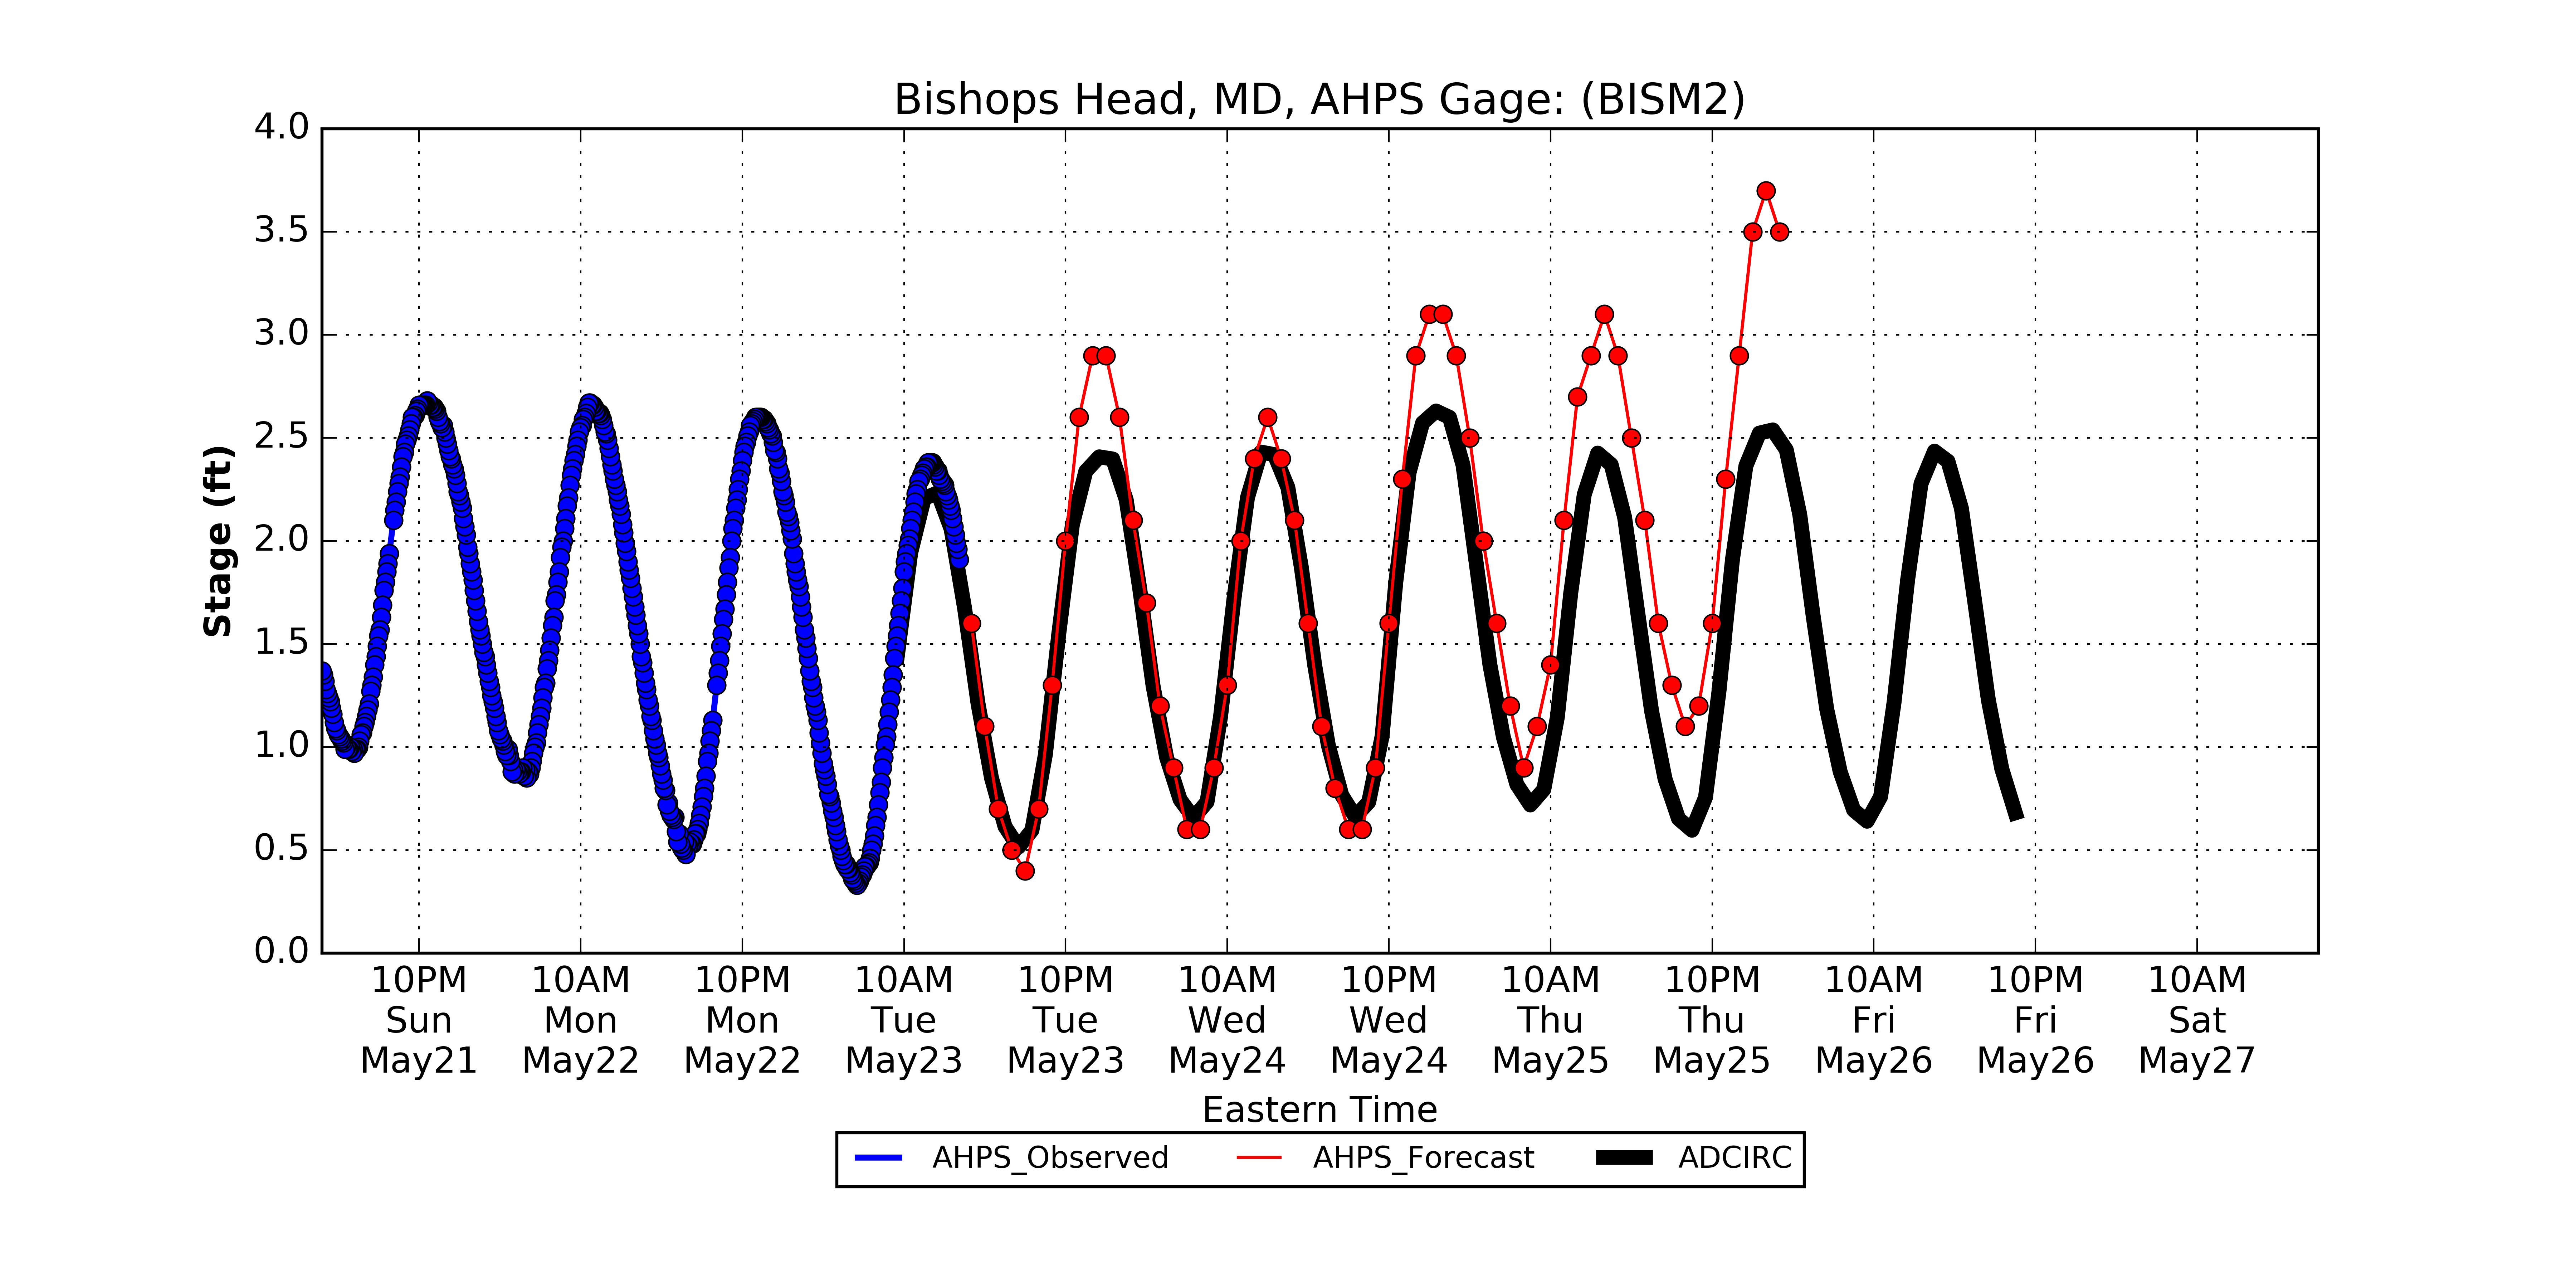 Bishops Head, MD, AHPS Gage: (BISM2)
4.0
3.5
3.0
2.5
2.0
1.5
1.0
0.5
0.0
Stage (ft)
10PM 10AM 10PM 10AM 10PM 10AM 10PM 10AM 10PM 10AM 10PM 10AM
Sun Mon Mon Tue Tue Wed Wed Thu Thu Fri Fri Sat
May21 May22 May22 May23 May23 May24 May24 May25 May25 May26 May26 May27
Eastern Time
AHPS_Observed AHPS_Forecast ADCIRC